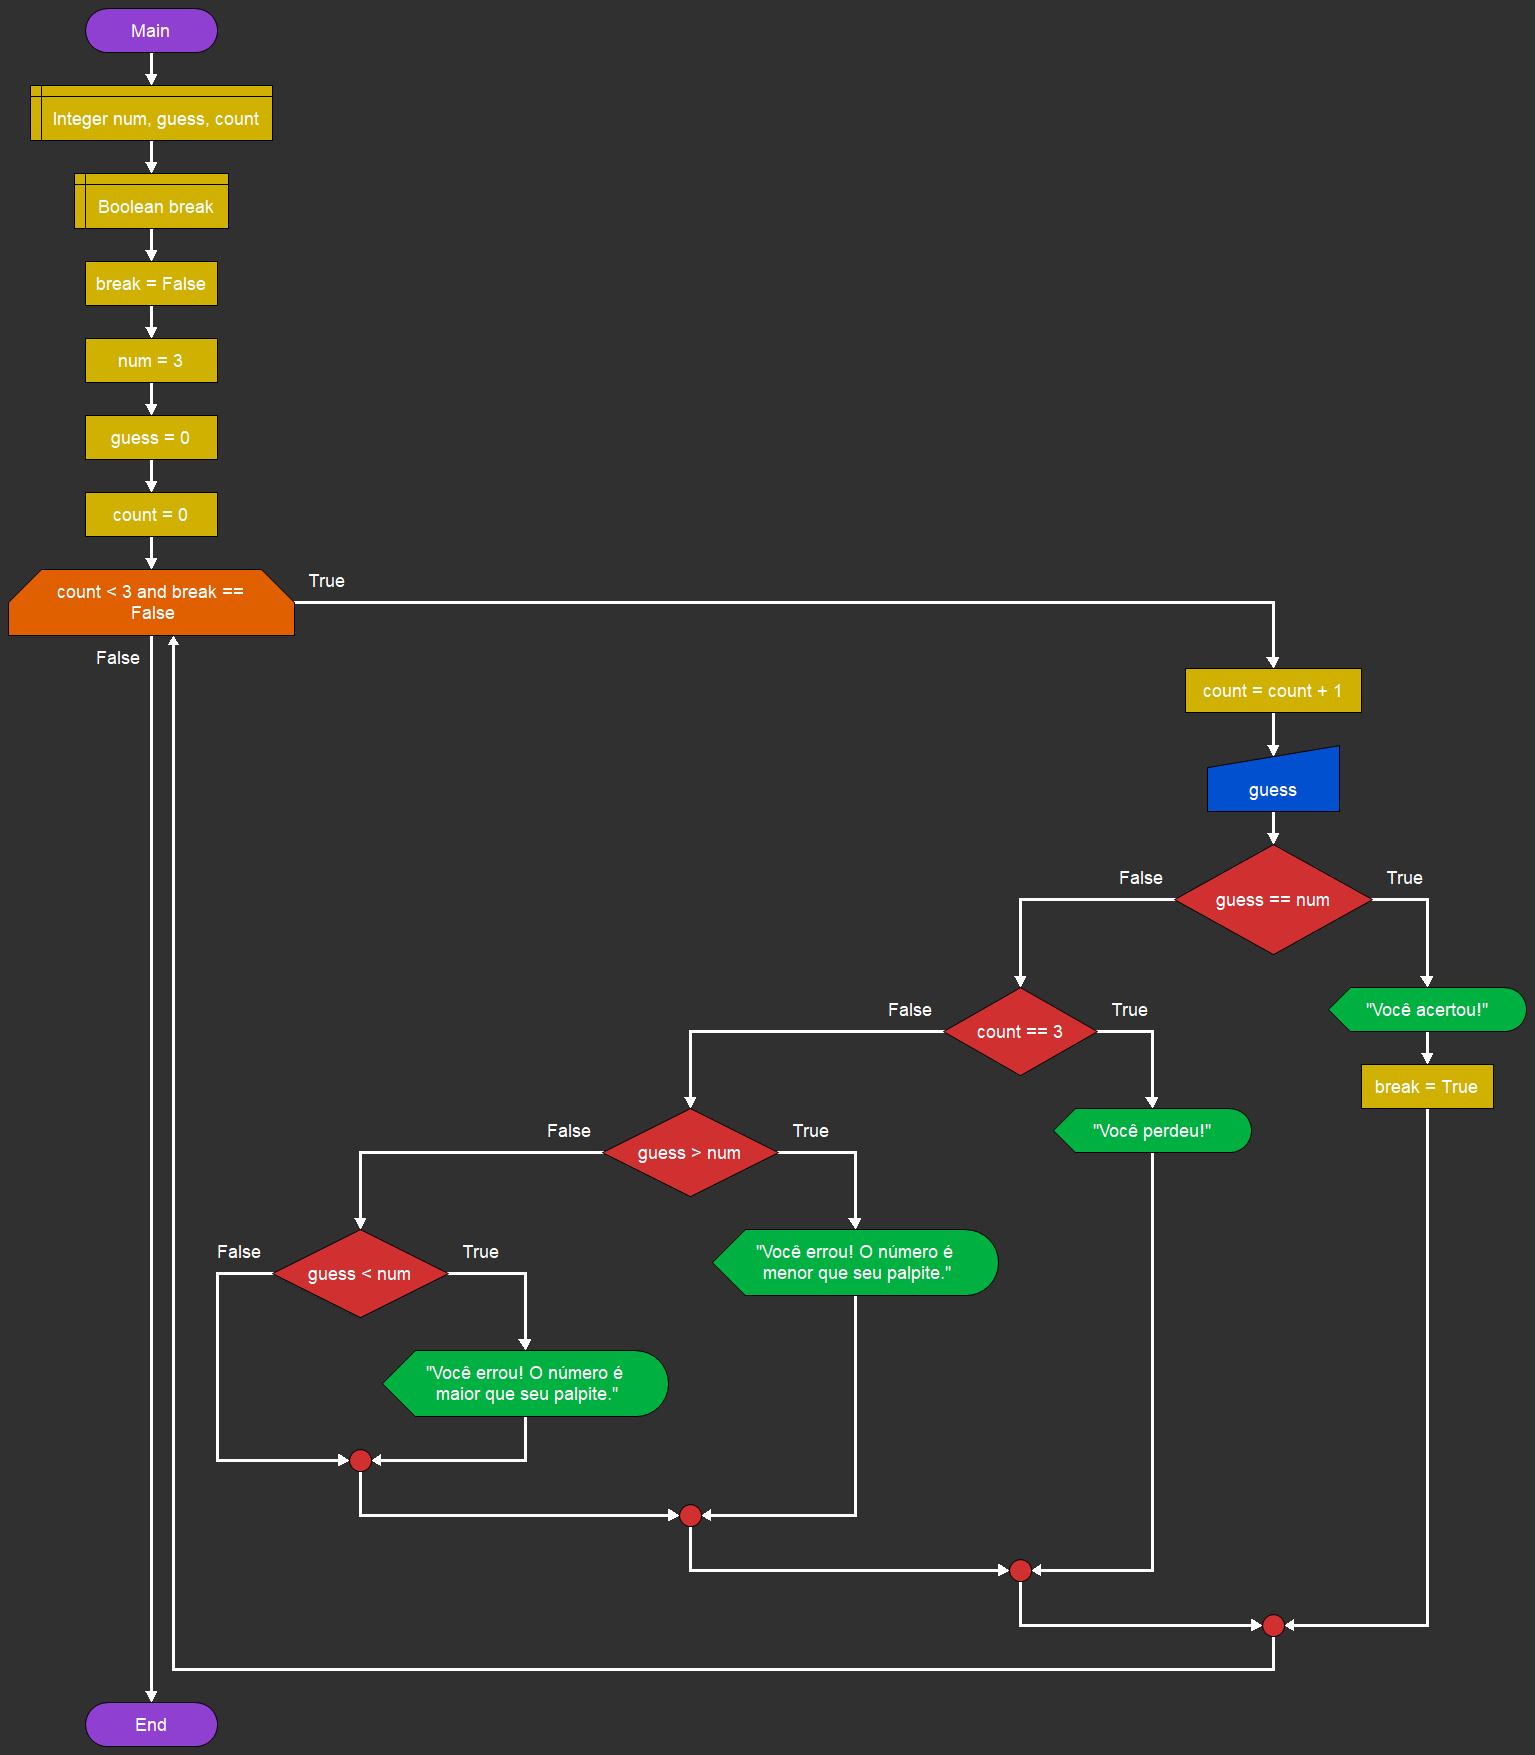 Main
Integer num, guess, count
Boolean break
break = False
num = 3
guess = 0
count = 0
count < 3 and break ==
False
True
False
count = count + 1
guess
guess == num
False
True
"Você acertou!"
break = True
count == 3
False
True
"Você perdeu!"
guess > num
False
True
"Você errou! O número é
menor que seu palpite."
guess < num
False
True
"Você errou! O número é
maior que seu palpite."
End